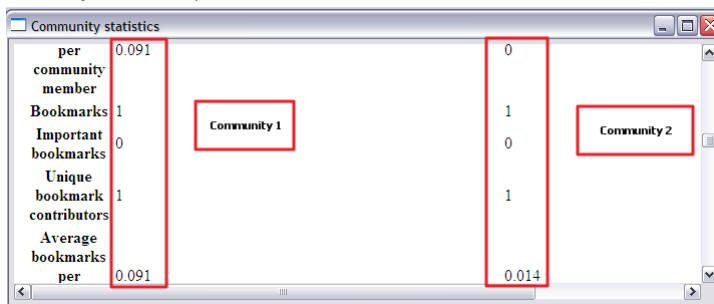 Community statistics
per 0.091 0
community
member
Bookmarks 1 1
Community 1
Community 2
Important
bookmarks 0 0
Unique
bookmark 1 1
contributors
Average
bookmarks
per 0.091 0.014